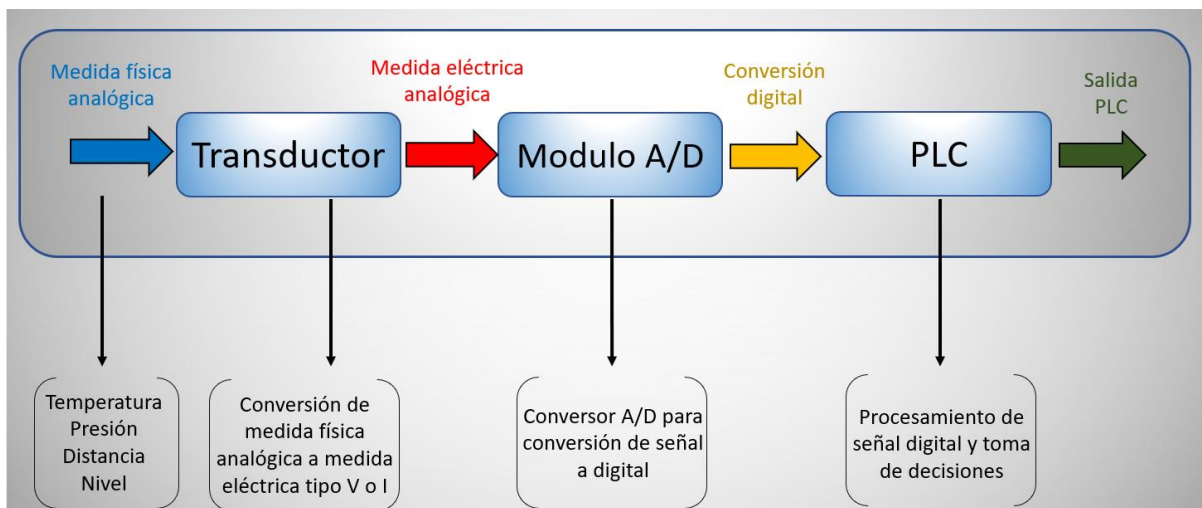 Medida física
analógica
Medida eléctrica
analógica
Conversión
digital
Salida
PLC
Transductor
Modulo A/D
PLC
Temperatura
Presión
Distancia
Nivel
Conversión de
medida física
analógica a medida
eléctrica tipo V o I
Conversor A/D para
conversión de señal
a digital
Procesamiento de
señal digital y toma
de decisiones